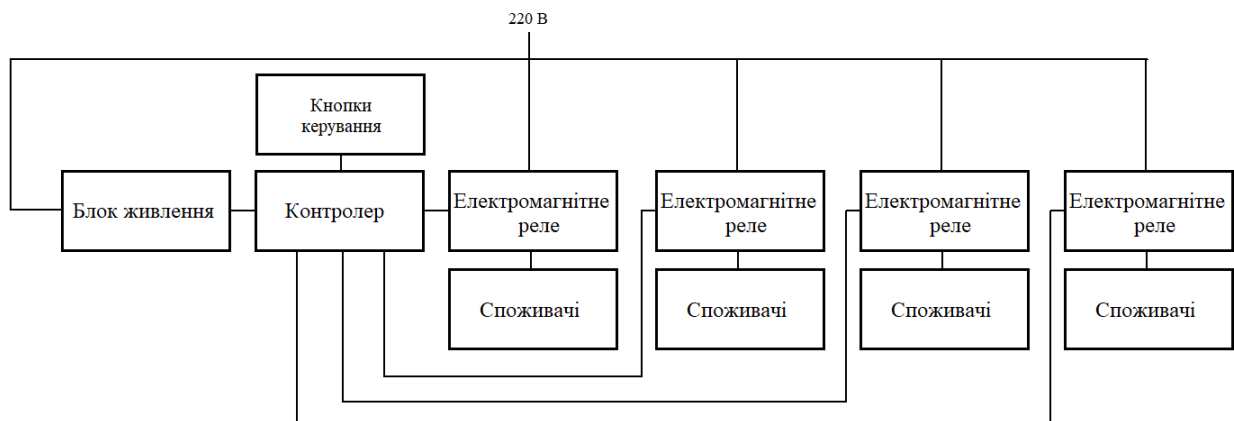 220 В
Кнопки
керування
Блок живлення
Контролер
Електромагнітне
реле
Електромагнітне
реле
Електромагнітне
реле
Електромагнітне
реле
Споживачі
Споживачі
Споживачі
Споживачі